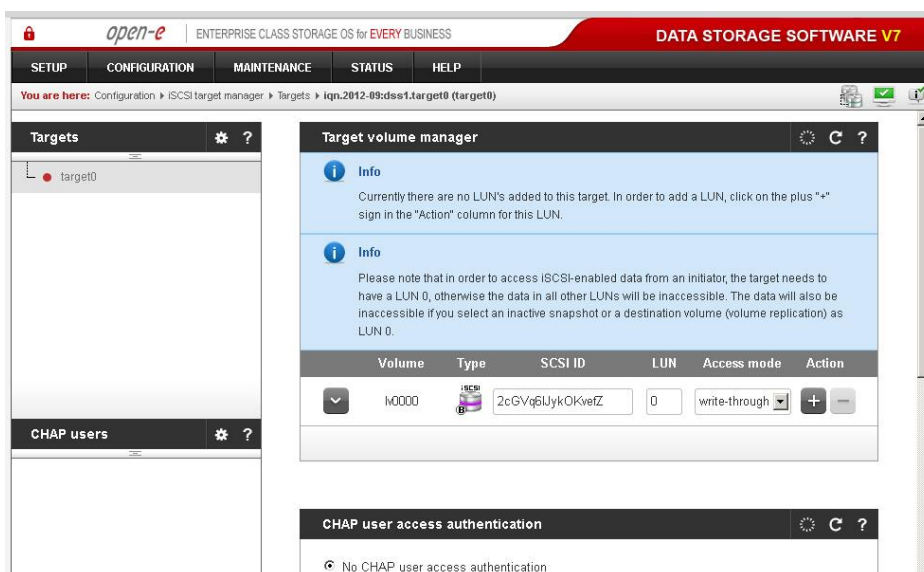 open-e ENTERPRISE CLASS STORAGE OS for EVERY BUSINESS DATA STORAGE SOFTWARE V7
SETUP CONFIGURATION MAINTENANCE STATUS HELP
You are here: Configuration iSCSI target manager Targets iqn.2012-09:dss1.target0 (target0)
Targets ?
target0
CHAP users ?
Target volume manager ?
Info
Currently there are no LUN's added to this target. In order to add a LUN, click on the plus "+"
sign in the "Action" column for this LUN.
Info
Please note that in order to access iSCSI-enabled data from an initiator, the target needs to
have a LUN 0, otherwise the data in all other LUNs will be inaccessible. The data will also be
inaccessible if you select an inactive snapshot or a destination volume (volume replication) as
LUN 0.
Volume Type SCSI ID LUN Access mode Action
lv0000 iSCSI B 2cGVq6IJykOKvefZ 0 write-through + −
CHAP user access authentication ?
No CHAP user access authentication